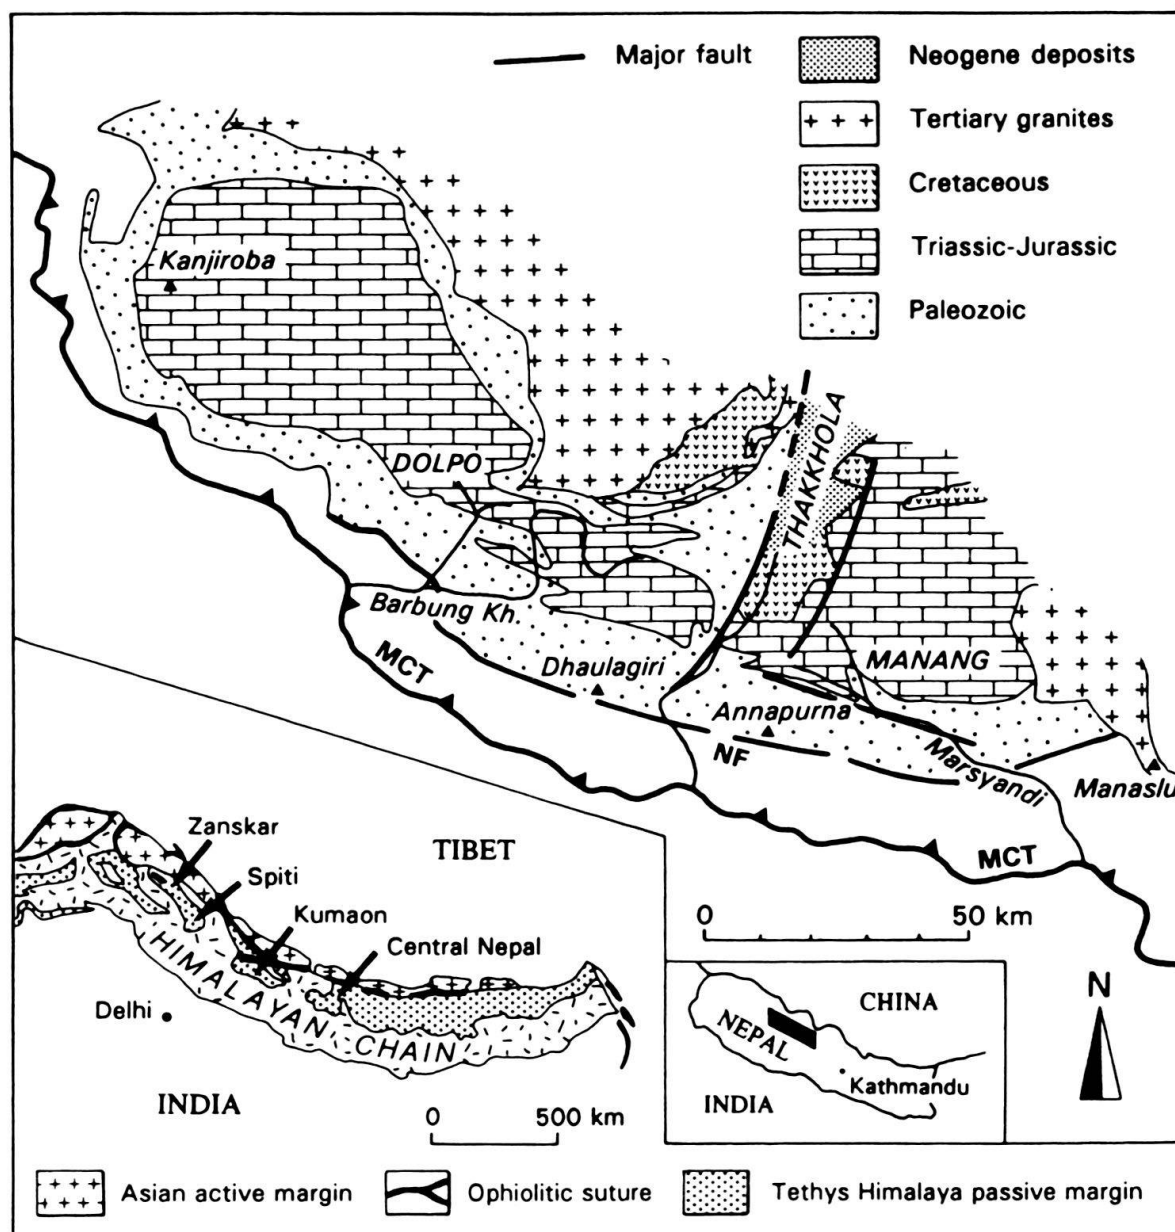 Major fault
Neogene deposits
Tertiary granites
Cretaceous
Triassic-Jurassic
Paleozoic
Kanjiroba
DOLPO
THAKKHOLA
Barbung Kh.
MCT
Dhaulagiri
MANANG
Annapurna
NF
Marsyandi
Manaslu
MCT
0 50 km
N
Zanskar
Spiti
Kumaon
Central Nepal
TIBET
HIMALAYAN CHAIN
Delhi
INDIA
0 500 km
CHINA
NEPAL
Kathmandu
INDIA
Asian active margin
Ophiolitic suture
Tethys Himalaya passive margin